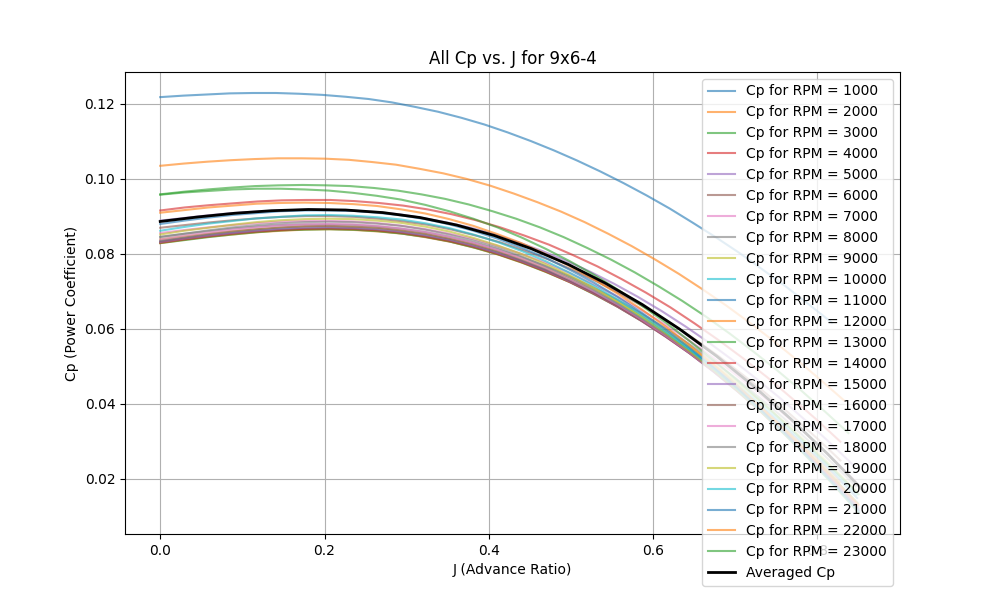 All Cp vs. J for 9x6-4
Cp (Power Coefficient)
0.12
0.10
0.08
0.06
0.04
0.02
0.0
0.2
0.4
0.6
J (Advance Ratio)
Cp for RPM = 1000
Cp for RPM = 2000
Cp for RPM = 3000
Cp for RPM = 4000
Cp for RPM = 5000
Cp for RPM = 6000
Cp for RPM = 7000
Cp for RPM = 8000
Cp for RPM = 9000
Cp for RPM = 10000
Cp for RPM = 11000
Cp for RPM = 12000
Cp for RPM = 13000
Cp for RPM = 14000
Cp for RPM = 15000
Cp for RPM = 16000
Cp for RPM = 17000
Cp for RPM = 18000
Cp for RPM = 19000
Cp for RPM = 20000
Cp for RPM = 21000
Cp for RPM = 22000
Cp for RPM = 23000
Averaged Cp